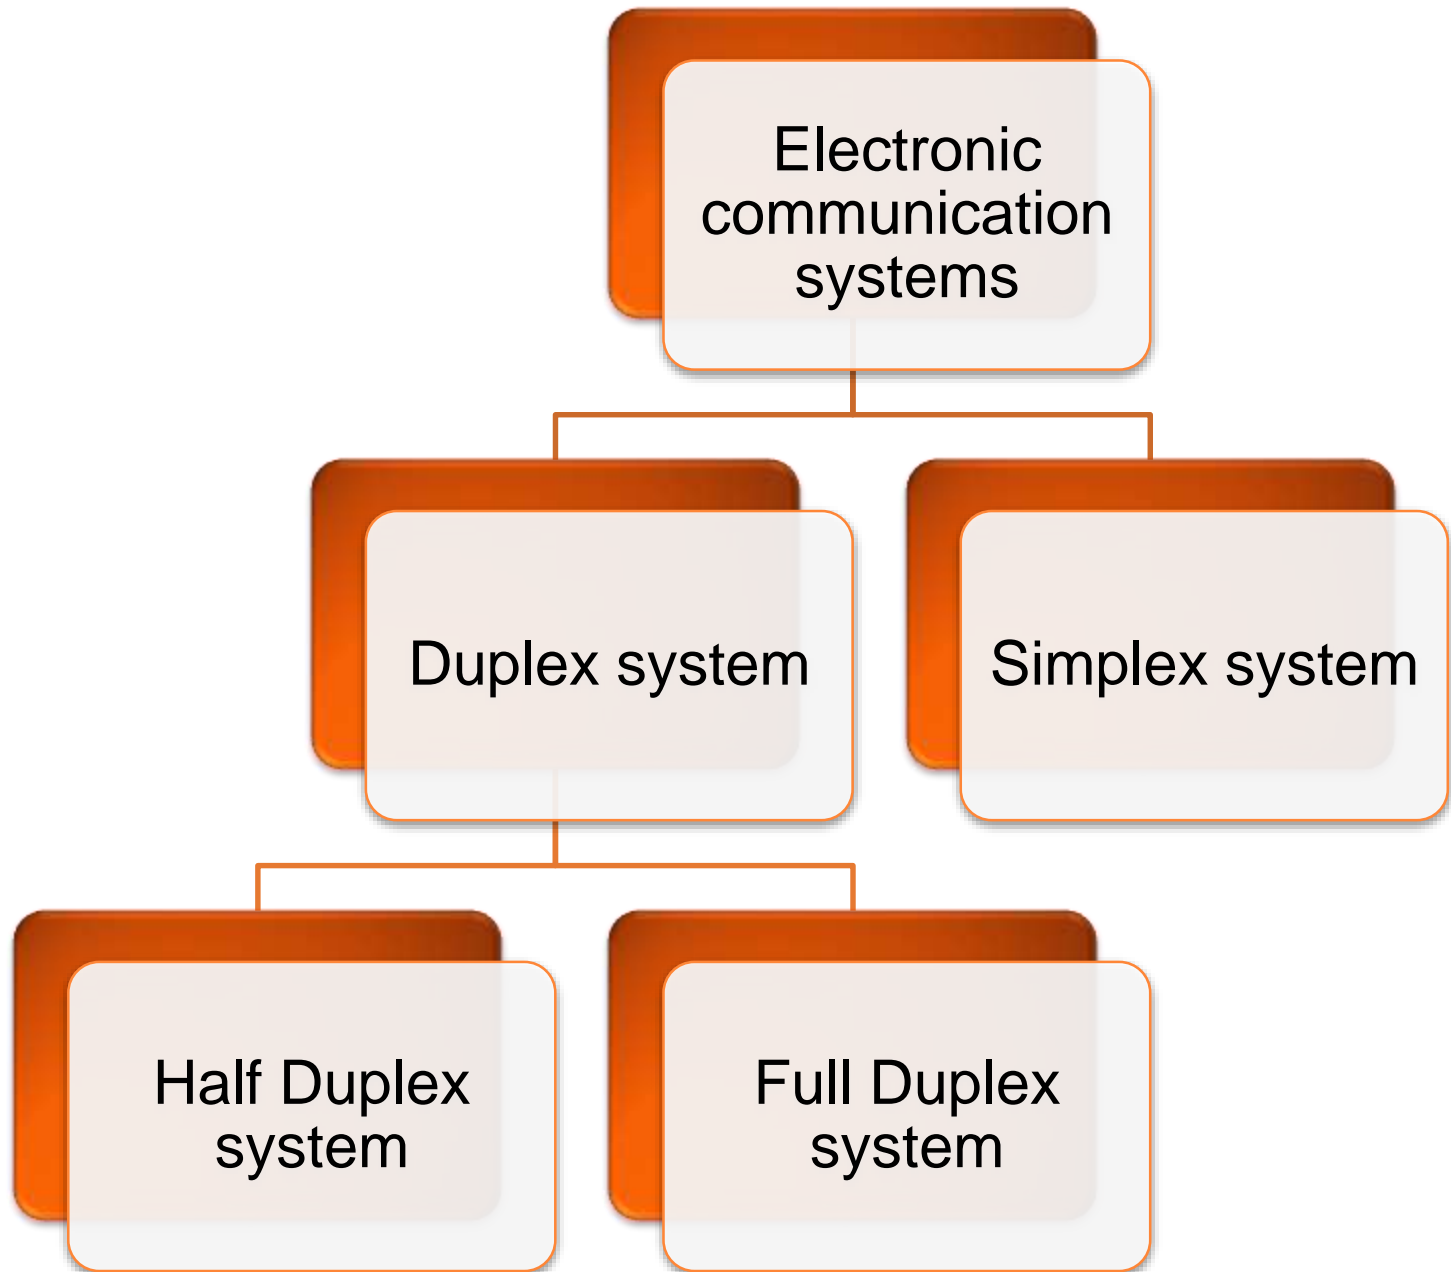 Electronic
communication
systems
Duplex system
Simplex system
Half Duplex
system
Full Duplex
system